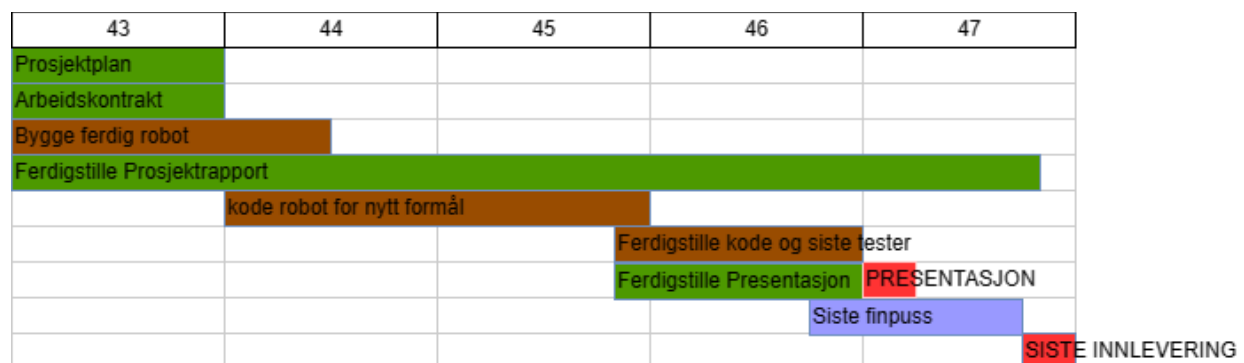 43 44 45 46 47
Prosjektplan
Arbeidskontrakt
Bygge ferdig robot
Ferdigstille Prosjektrapport
kode robot for nytt formål
Ferdigstille kode og siste tester
Ferdigstille Presentasjon PRESENTASJON
Siste finpuss
SISTE INNLEVERING